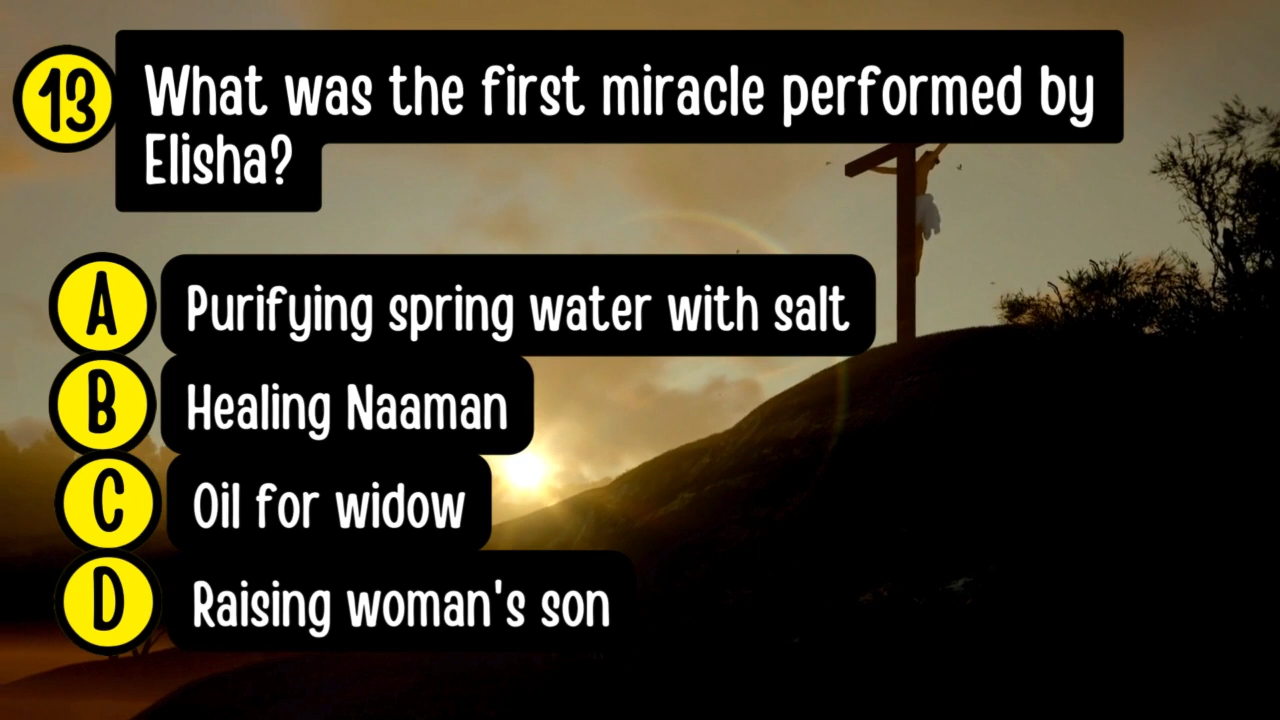 13 What was the first miracle performed by
Elisha?
A Purifying spring water with salt
B Healing Naaman
C Oil for widow
D Raising woman's son